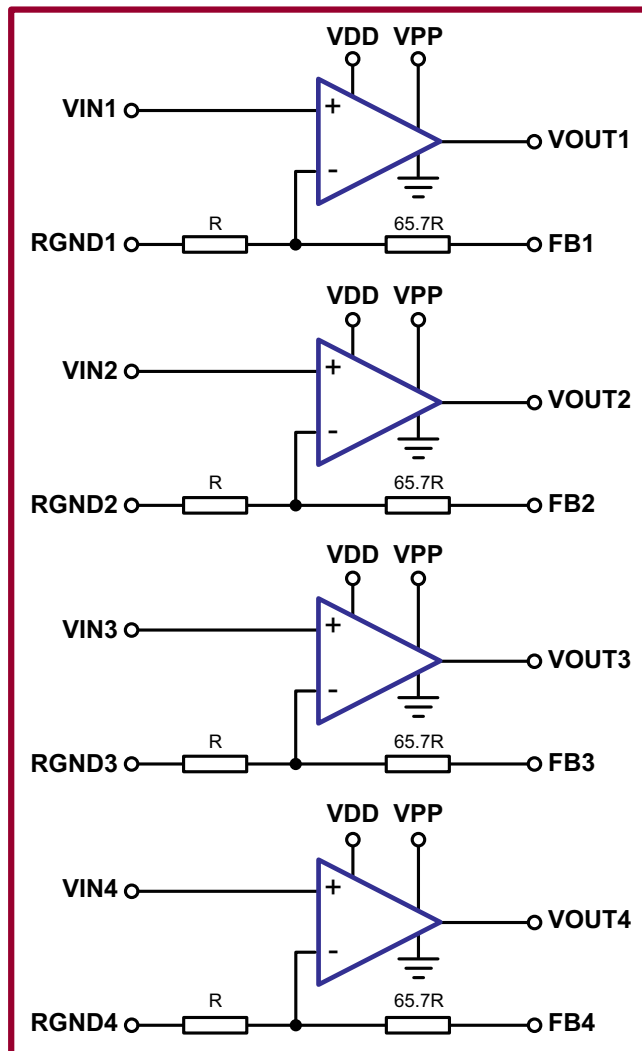 VDD VPP
VIN1 + VOUT1
-
R 65.7R
RGND1 FB1
VDD VPP
VIN2 + VOUT2
-
R 65.7R
RGND2 FB2
VDD VPP
VIN3 + VOUT3
-
R 65.7R
RGND3 FB3
VDD VPP
VIN4 + VOUT4
-
R 65.7R
RGND4 FB4